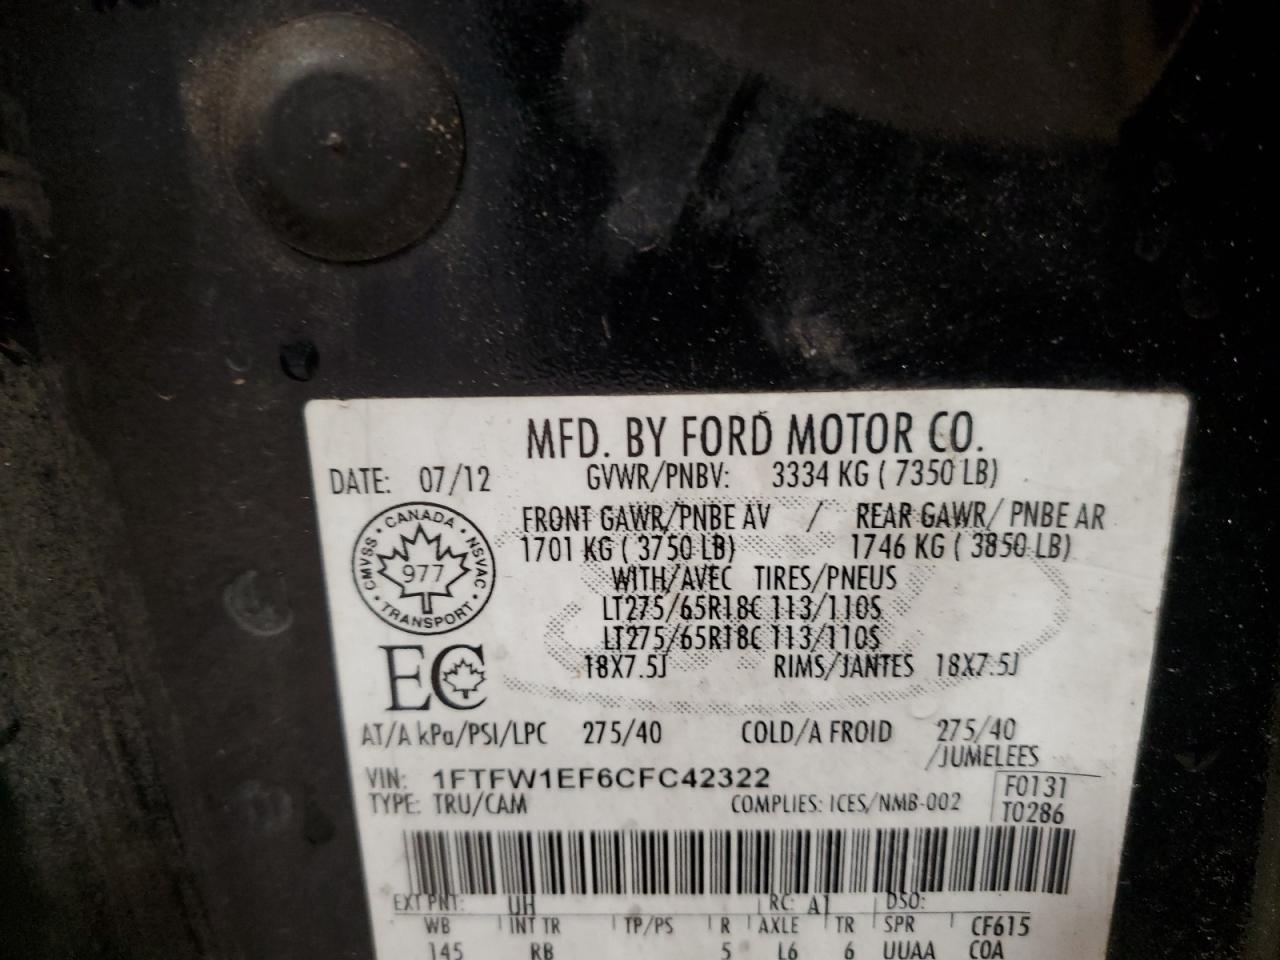 MFD. BY FORD MOTOR CO.
DATE: 07/12 GVWR/PNBV: 3334 KG ( 7350 LB)
FRONT GAWR/PNBE AV / REAR GAWR/ PNBE AR
1701 KG ( 3750 LB) 1746 KG ( 3850 LB)
WITH/AVEC TIRES/PNEUS
LT275/65R18C 113/110S
LT275/65R18C 113/110S
18X7.5J RIMS/JANTES 18X7.5J
CANADA · NSVAC · TRANSPORT · CMVSS ·
977
EC
AT/A kPa/PSI/LPC 275/40 COLD/A FROID 275/40
/JUMELEES
VIN: 1FTFW1EF6CFC42322 F0131
TYPE: TRU/CAM COMPLIES: ICES/NMB-002 T0286
EXT PNT: UH RC: A1 DSO:
WB INT TR TP/PS R AXLE TR SPR CF615
145 RB 5 L6 6 UUAA COA